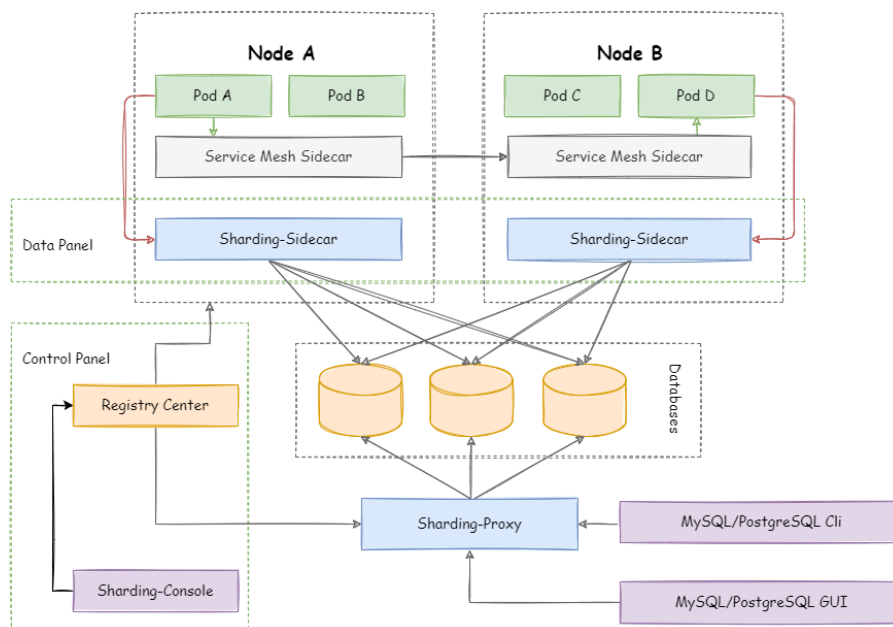 Node A
Node B
Pod A
Pod B
Pod C
Pod D
Service Mesh Sidecar
Service Mesh Sidecar
Data Panel
Sharding-Sidecar
Sharding-Sidecar
Control Panel
Registry Center
Databases
Sharding-Proxy
MySQL/PostgreSQL Cli
Sharding-Console
MySQL/PostgreSQL GUI